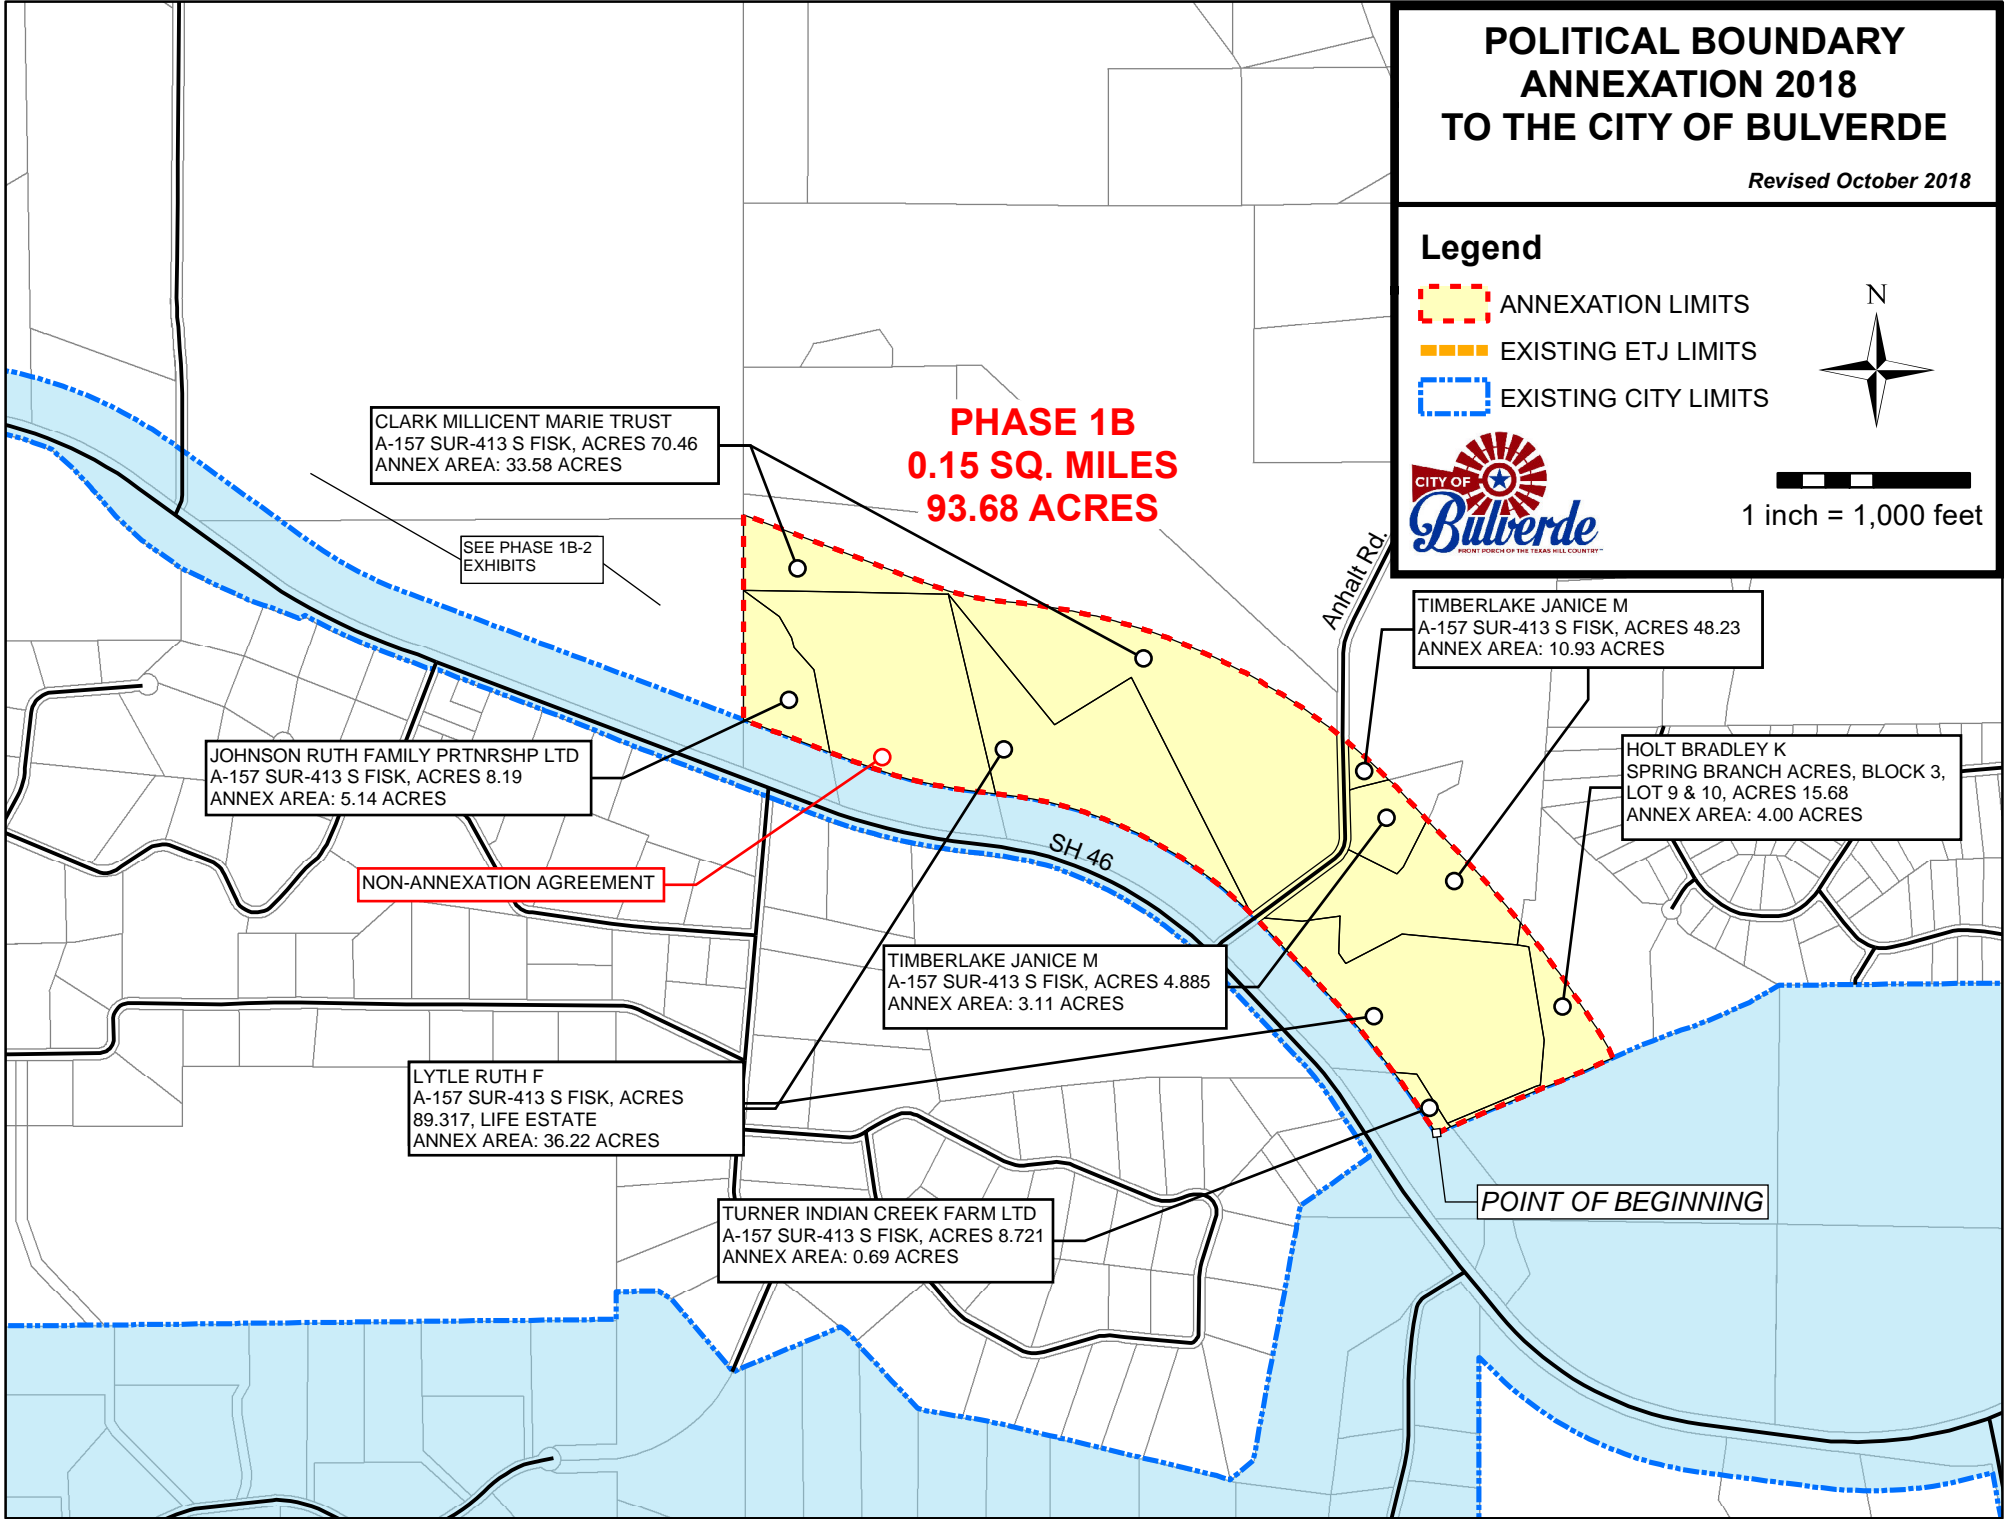 POLITICAL BOUNDARY
ANNEXATION 2018
TO THE CITY OF BULVERDE
Revised October 2018
Legend
ANNEXATION LIMITS
EXISTING ETJ LIMITS
EXISTING CITY LIMITS
N
CITY OF
Bulverde
FRONT PORCH OF THE TEXAS HILL COUNTRY™
1 inch = 1,000 feet
PHASE 1B
0.15 SQ. MILES
93.68 ACRES
CLARK MILLICENT MARIE TRUST
A-157 SUR-413 S FISK, ACRES 70.46
ANNEX AREA: 33.58 ACRES
SEE PHASE 1B-2
EXHIBITS
Anhalt Rd.
TIMBERLAKE JANICE M
A-157 SUR-413 S FISK, ACRES 48.23
ANNEX AREA: 10.93 ACRES
JOHNSON RUTH FAMILY PRTNRSHP LTD
A-157 SUR-413 S FISK, ACRES 8.19
ANNEX AREA: 5.14 ACRES
HOLT BRADLEY K
SPRING BRANCH ACRES, BLOCK 3,
LOT 9 & 10, ACRES 15.68
ANNEX AREA: 4.00 ACRES
NON-ANNEXATION AGREEMENT
SH 46
TIMBERLAKE JANICE M
A-157 SUR-413 S FISK, ACRES 4.885
ANNEX AREA: 3.11 ACRES
LYTLE RUTH F
A-157 SUR-413 S FISK, ACRES
89.317, LIFE ESTATE
ANNEX AREA: 36.22 ACRES
TURNER INDIAN CREEK FARM LTD
A-157 SUR-413 S FISK, ACRES 8.721
ANNEX AREA: 0.69 ACRES
POINT OF BEGINNING